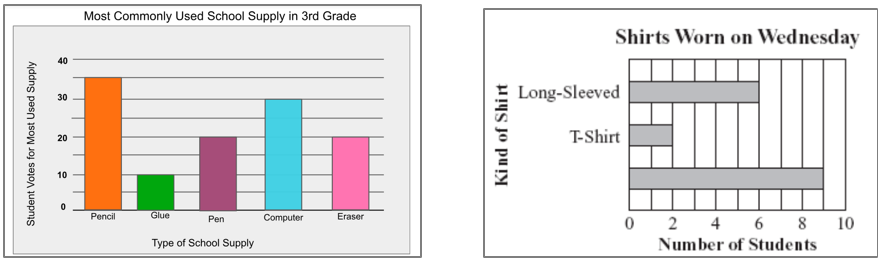 Most Commonly Used School Supply in 3rd Grade
Student Votes for Most Used Supply
40
30
20
10
0
Pencil
Glue
Pen
Computer
Eraser
Type of School Supply
Shirts Worn on Wednesday
Kind of Shirt
Long-Sleeved
T-Shirt
0 2 4 6 8 10
Number of Students